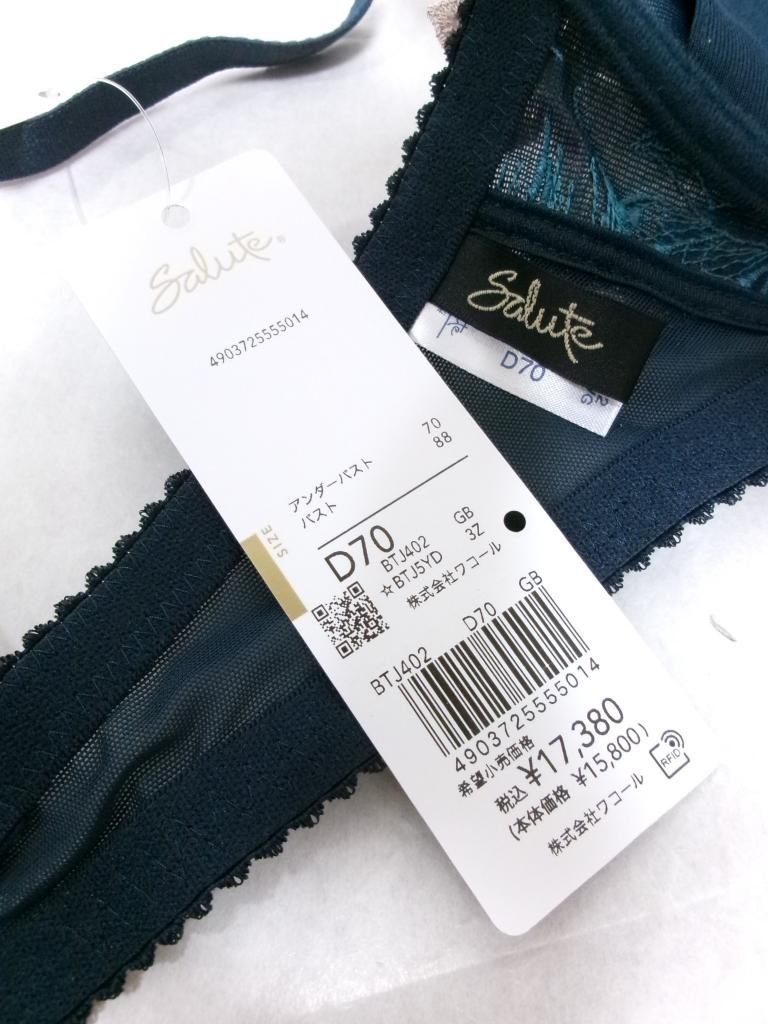 Salute®
4903725555014
アンダーバスト 70
バスト 88
SIZE
D70
BTJ402 GB
☆BTJ5YD 3Z
株式会社ワコール
BTJ402 D70 GB
4903725555014
希望小売価格
税込 ¥17,380
(本体価格 ¥15,800)
株式会社ワコール
RFID
Salute
D70